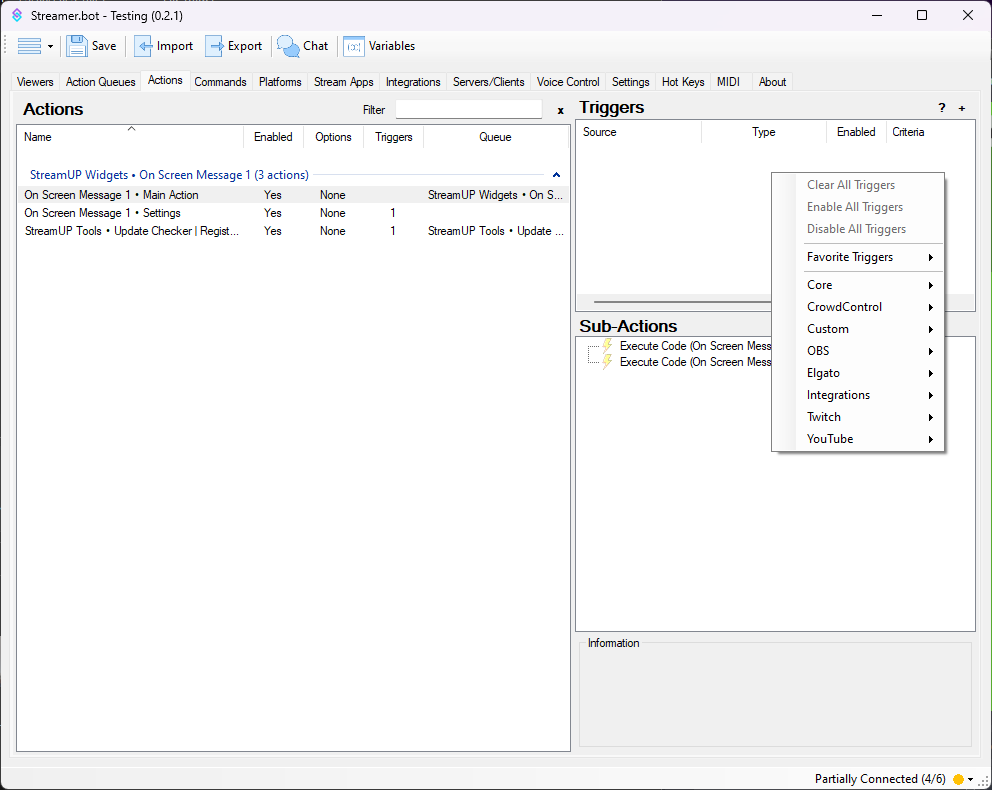 Streamer.bot - Testing (0.2.1)
Save Import Export Chat Variables
Viewers Action Queues Actions Commands Platforms Stream Apps Integrations Servers/Clients Voice Control Settings Hot Keys MIDI About
Actions Filter x
Name Enabled Options Triggers Queue
StreamUP Widgets • On Screen Message 1 (3 actions)
On Screen Message 1 • Main Action Yes None StreamUP Widgets • On S...
On Screen Message 1 • Settings Yes None 1
StreamUP Tools • Update Checker | Regist... Yes None 1 StreamUP Tools • Update ...
Triggers ? +
Source Type Enabled Criteria
Clear All Triggers
Enable All Triggers
Disable All Triggers
Favorite Triggers
Core
CrowdControl
Custom
OBS
Elgato
Integrations
Twitch
YouTube
Sub-Actions
Execute Code (On Screen Mess
Execute Code (On Screen Mess
Information
Partially Connected (4/6)